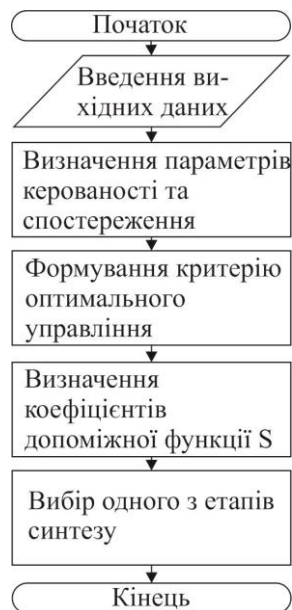 Початок
Введення ви-
хідних даних
Визначення параметрів
керованості та
спостереження
Формування критерію
оптимального
управління
Визначення
коефіцієнтів
допоміжної функції S
Вибір одного з етапів
синтезу
Кінець